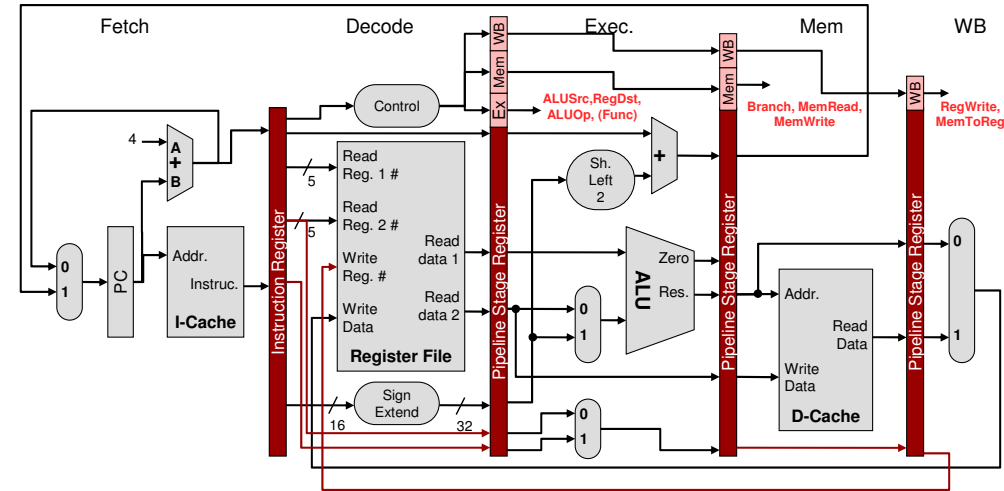 Fetch
Decode
Exec.
Mem
WB
WB
Mem
Ex
WB
Mem
WB
Control
ALUSrc,RegDst,
ALUOp, (Func)
Branch, MemRead,
MemWrite
RegWrite,
MemToReg
4
A
+
B
0
1
PC
Addr.
Instruc.
I-Cache
Instruction Register
5
5
16
32
Read
Reg. 1 #
Read
Reg. 2 #
Write
Reg. #
Write
Data
Read
data 1
Read
data 2
Register File
Sign
Extend
Pipeline Stage Register
Sh.
Left
2
+
0
1
ALU
Zero
Res.
0
1
Pipeline Stage Register
Addr.
Read
Data
Write
Data
D-Cache
Pipeline Stage Register
0
1